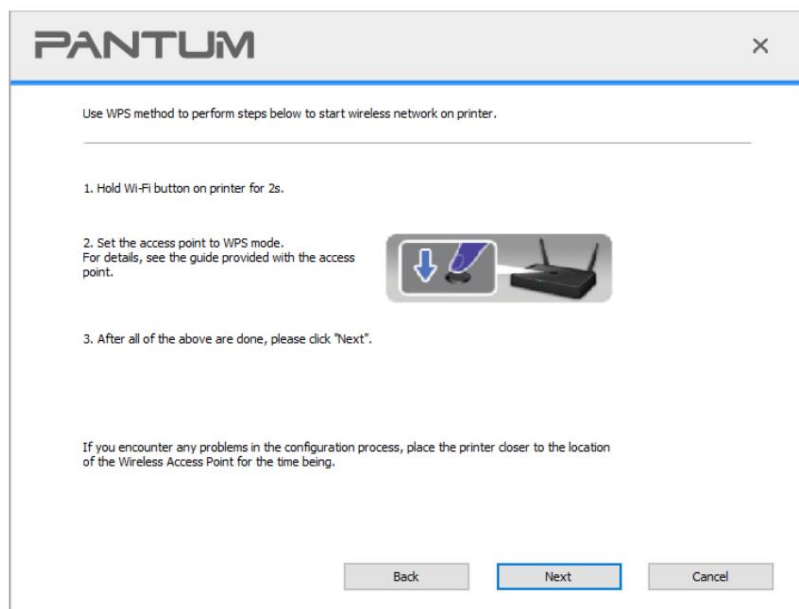 PANTUM
Use WPS method to perform steps below to start wireless network on printer.
1. Hold Wi-Fi button on printer for 2s.
2. Set the access point to WPS mode.
For details, see the guide provided with the access
point.
3. After all of the above are done, please click "Next".
If you encounter any problems in the configuration process, place the printer closer to the location
of the Wireless Access Point for the time being.
Back
Next
Cancel